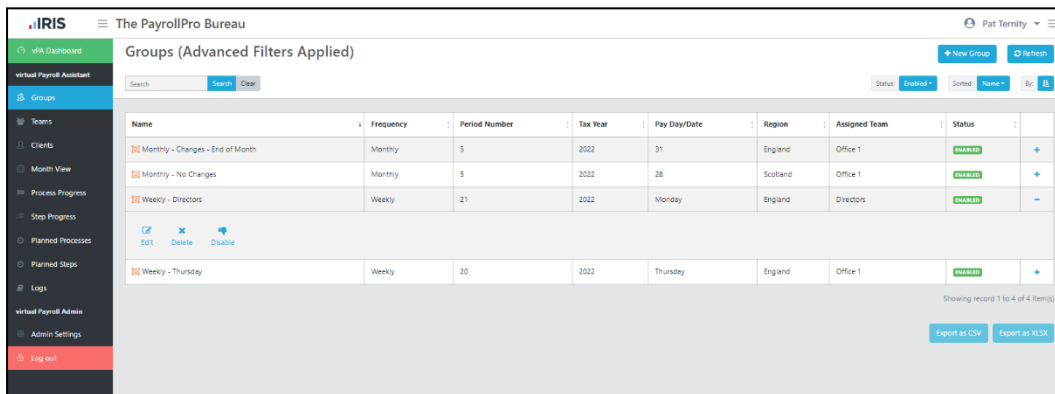 IRIS The PayrollPro Bureau Pat Ternity
vPA Dashboard
virtual Payroll Assistant
Groups
Teams
Clients
Month View
Process Progress
Step Progress
Planned Processes
Planned Steps
Logs
virtual Payroll Admin
Admin Settings
Log out
Groups (Advanced Filters Applied)
New Group Refresh
Search Search Clear Status: Enabled Sorted: Name By:
Name Frequency Period Number Tax Year Pay Day/Date Region Assigned Team Status
Monthly - Changes - End of Month Monthly 5 2022 31 England Office 1 ENABLED +
Monthly - No Changes Monthly 5 2022 28 Scotland Office 1 ENABLED +
Weekly - Directors Weekly 21 2022 Monday England Directors ENABLED -
Edit Delete Disable
Weekly - Thursday Weekly 20 2022 Thursday England Office 1 ENABLED +
Showing record 1 to 4 of 4 item(s)
Export as CSV Export as XLSX